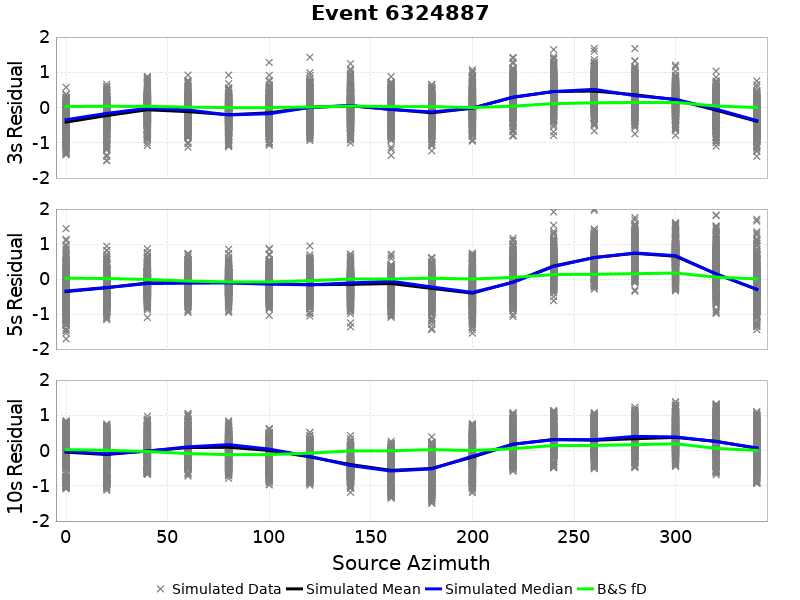 Event 6324887
2
1
0
-1
-2
3s Residual
2
1
0
-1
-2
5s Residual
2
1
0
-1
-2
10s Residual
0 50 100 150 200 250 300
Source Azimuth
Simulated Data Simulated Mean Simulated Median B&S fD